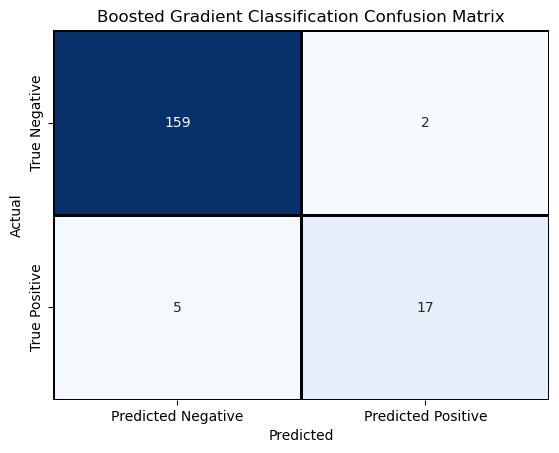 Boosted Gradient Classification Confusion Matrix
Actual
True Negative
159 2
True Positive
5 17
Predicted Negative Predicted Positive
Predicted